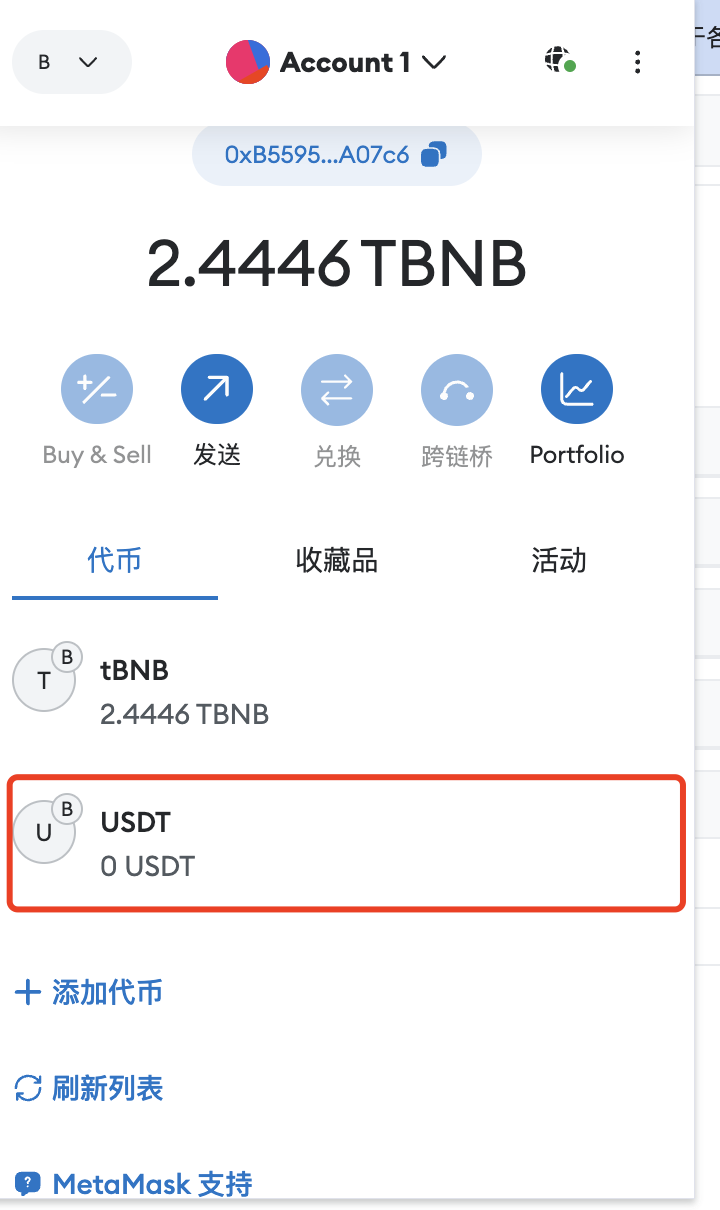 B
Account 1
0xB5595...A07c6
2.4446 TBNB
Buy & Sell
发送
兑换
跨链桥
Portfolio
代币
收藏品
活动
T
B
tBNB
2.4446 TBNB
U
B
USDT
0 USDT
添加代币
刷新列表
MetaMask 支持